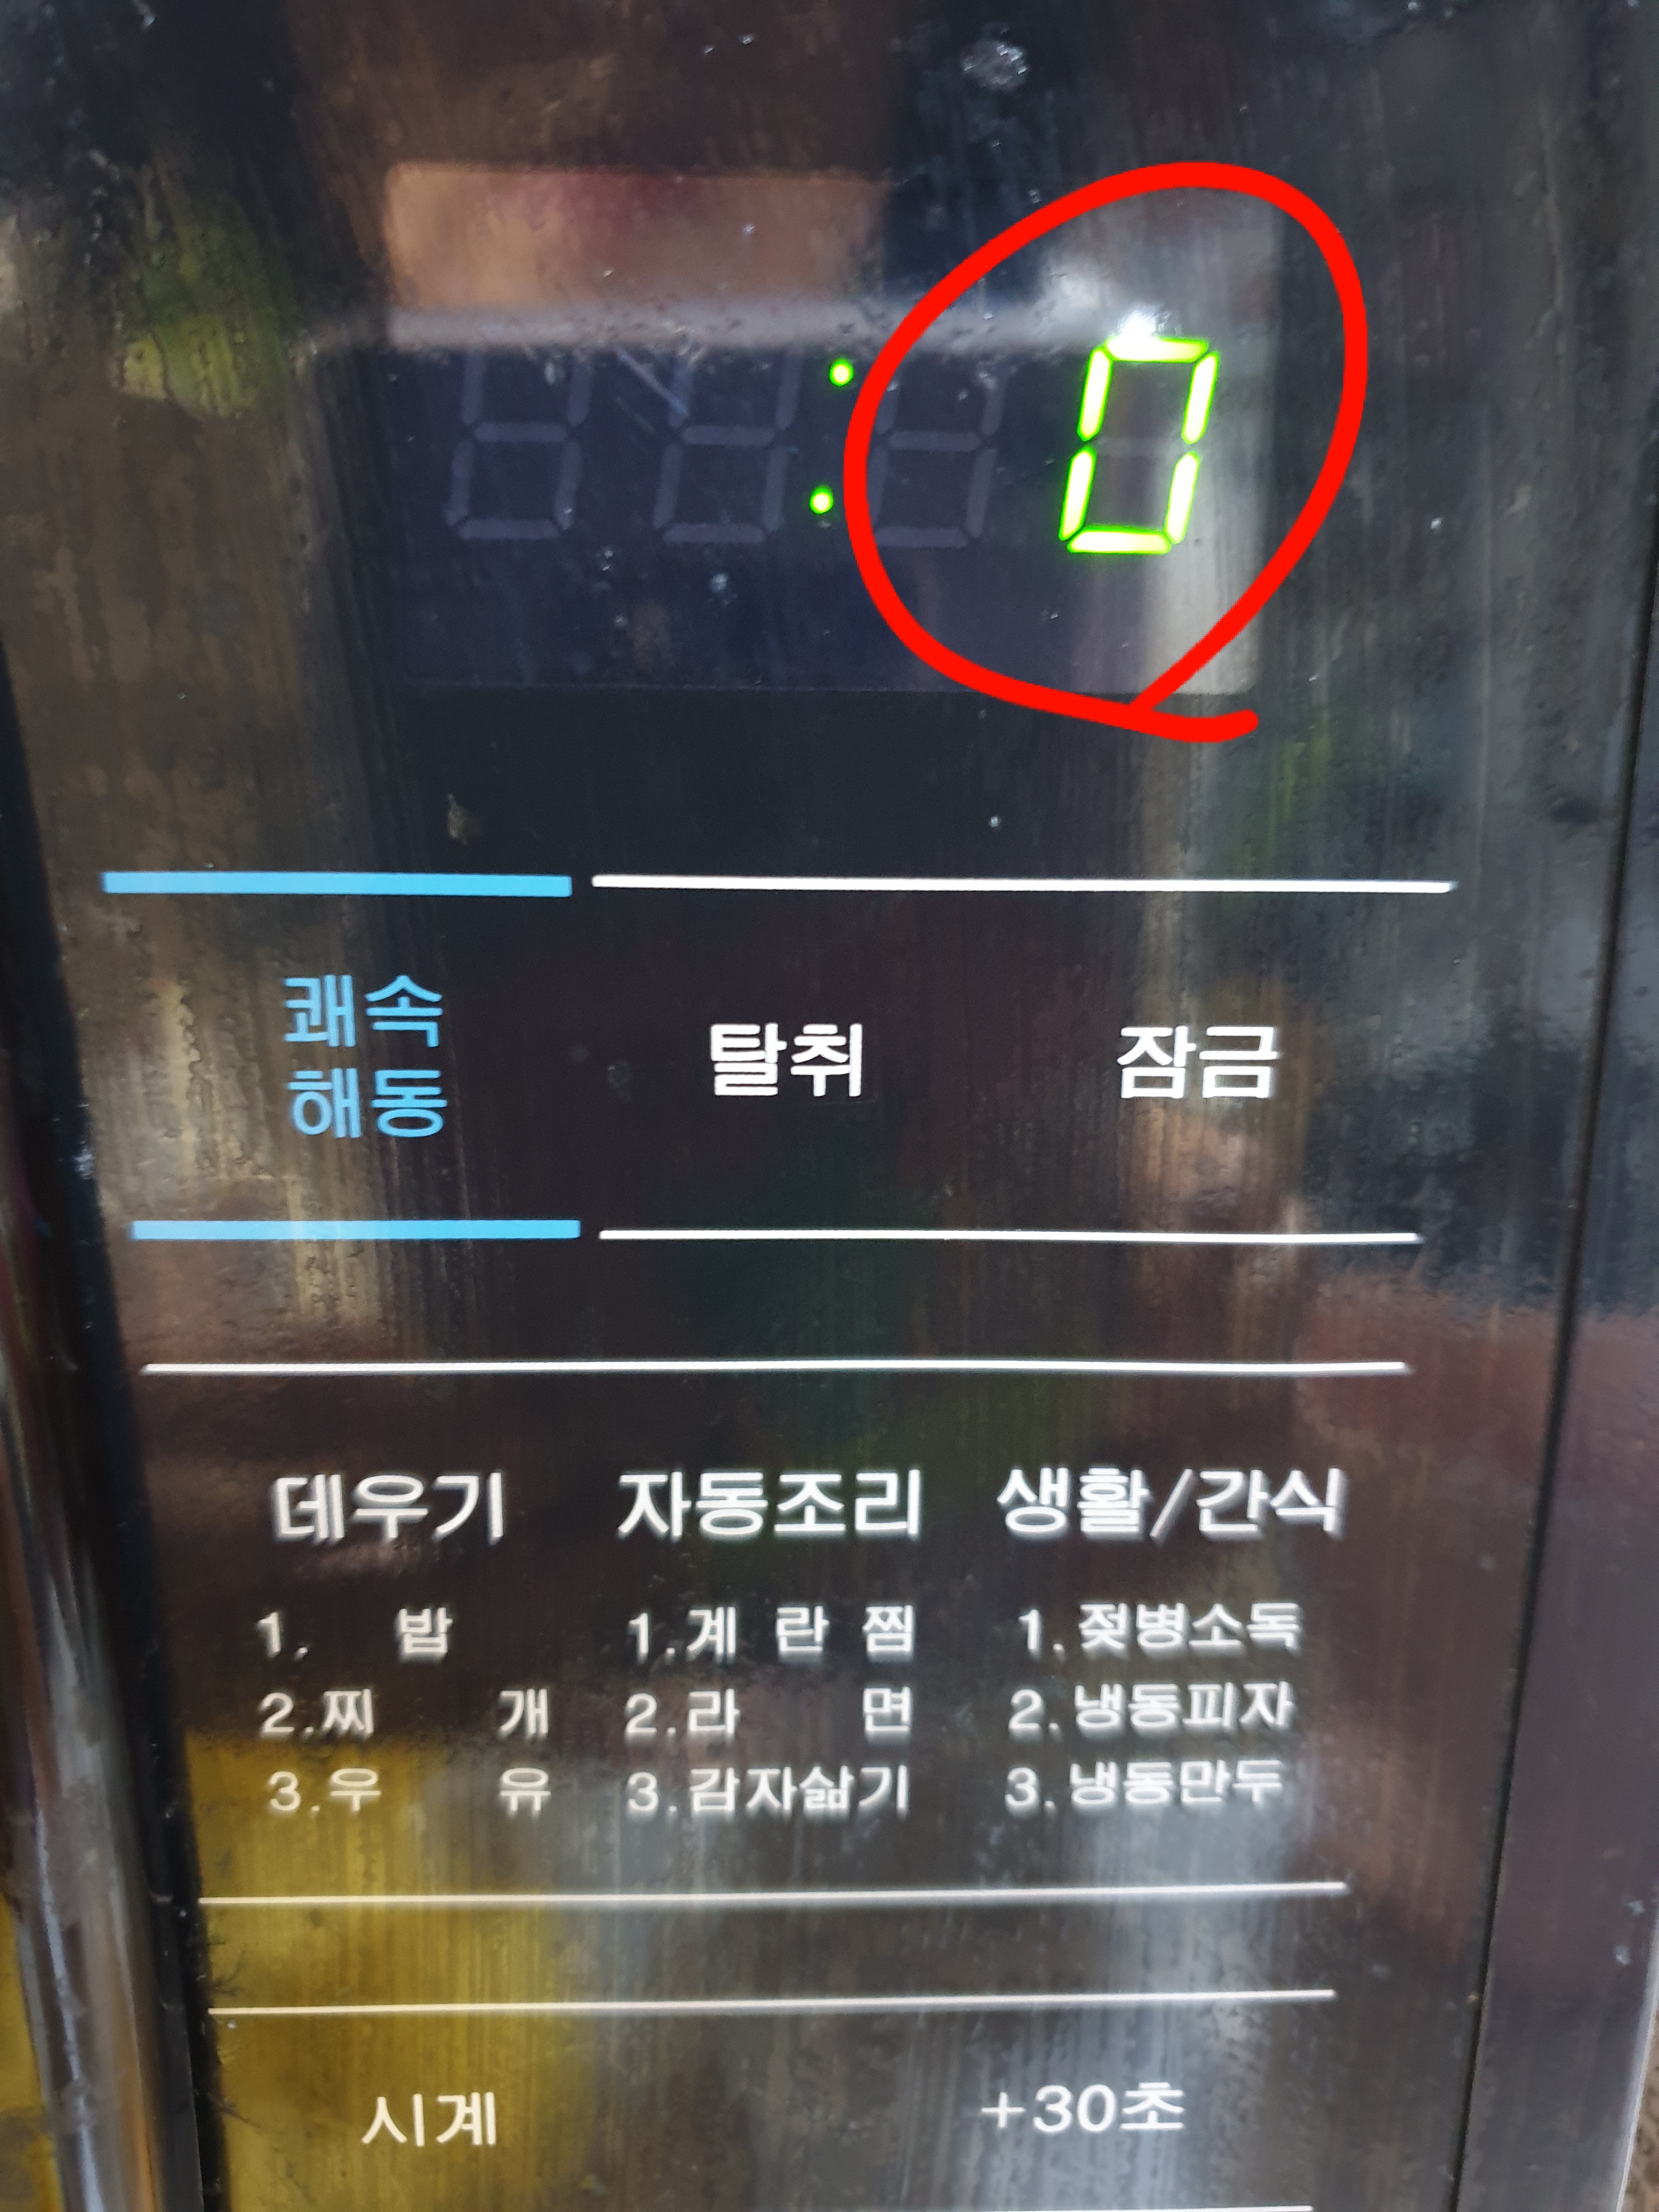 : 0
쾌속 해동
탈취
잠금
데우기 자동조리 생활/간식
1. 밥 1.계 란 찜 1. 젖병소독
2.찌 개 2.라 면 2. 냉동피자
3.우 유 3.감자삶기 3. 냉동만두
시계 +30초